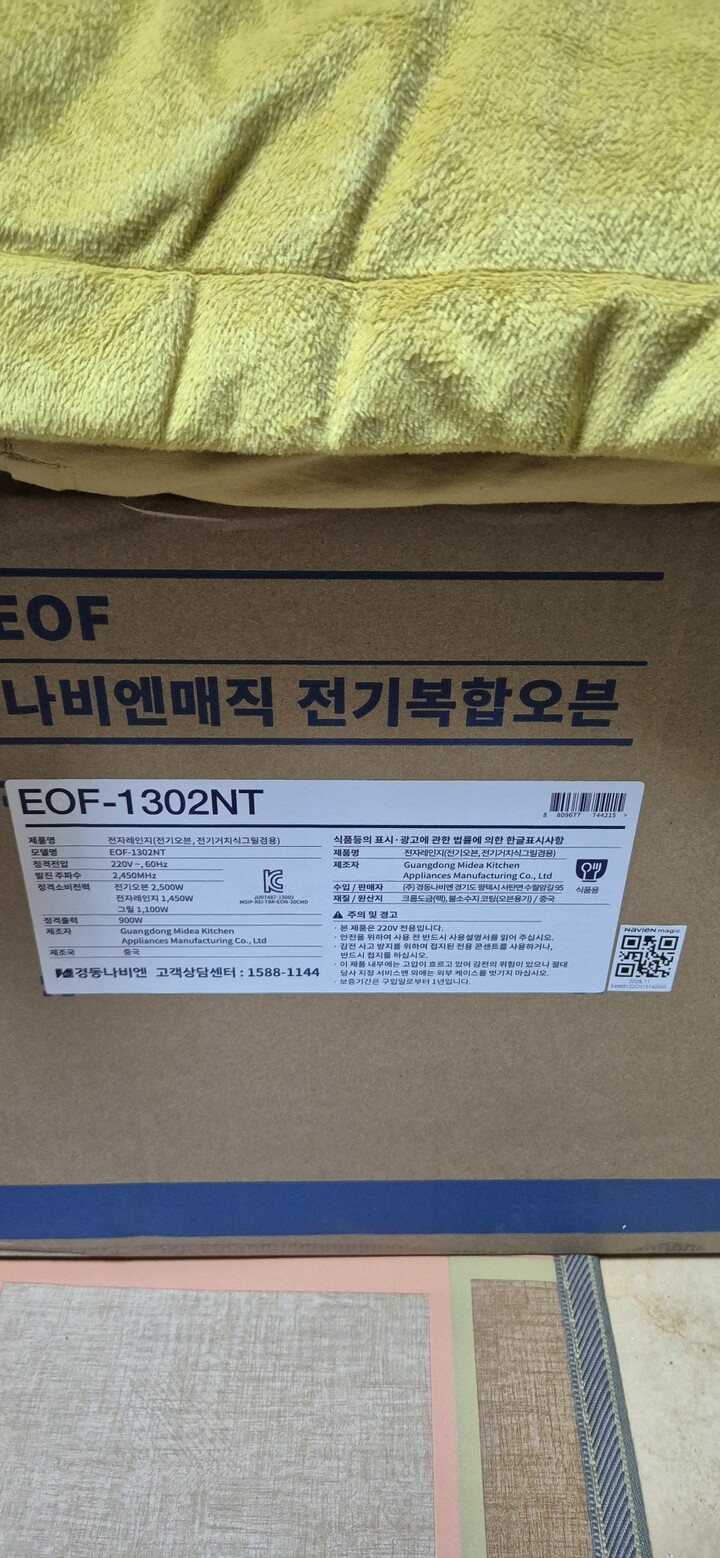 EOF
나비엔매직 전기복합오븐
EOF-1302NT
8 809677 744215 >
제품명 전자레인지(전기오븐, 전기거치식그릴겸용)
모델명 EOF-1302NT
정격전압 220V ~, 60Hz
발진 주파수 2,450MHz
정격소비전력 전기오븐 2,500W
전자레인지 1,450W
그릴 1,100W
정격출력 900W
제조자 Guangdong Midea Kitchen
Appliances Manufacturing Co., Ltd
제조국 중국
JU07487-13002
MSIP-REI-TBR-EON-30CMD
경동나비엔 고객상담센터 : 1588-1144
식품등의 표시·광고에 관한 법률에 의한 한글표시사항
제품명 전자레인지(전기오븐,전기거치식그릴겸용)
제조자 Guangdong Midea Kitchen
Appliances Manufacturing Co., Ltd
수입 / 판매자 (주) 경동나비엔 경기도 평택시 서탄면 수월암길 95
재질 / 원산지 크롬도금(랙), 불소수지 코팅(오븐용기) / 중국
식품용
주의 및 경고
· 본 제품은 220V 전용입니다.
· 안전을 위하여 사용 전 반드시 사용설명서를 읽어 주십시오.
· 감전 사고 방지를 위하여 접지된 전용 콘센트를 사용하거나,
반드시 접지를 하십시오.
· 이 제품 내부에는 고압이 흐르고 있어 감전의 위험이 있으니 절대
당사 지정 서비스맨 외에는 외부 케이스를 벗기지 마십시오.
· 보증기간은 구입일로부터 1년입니다.
NAVIEN magic
2025.11